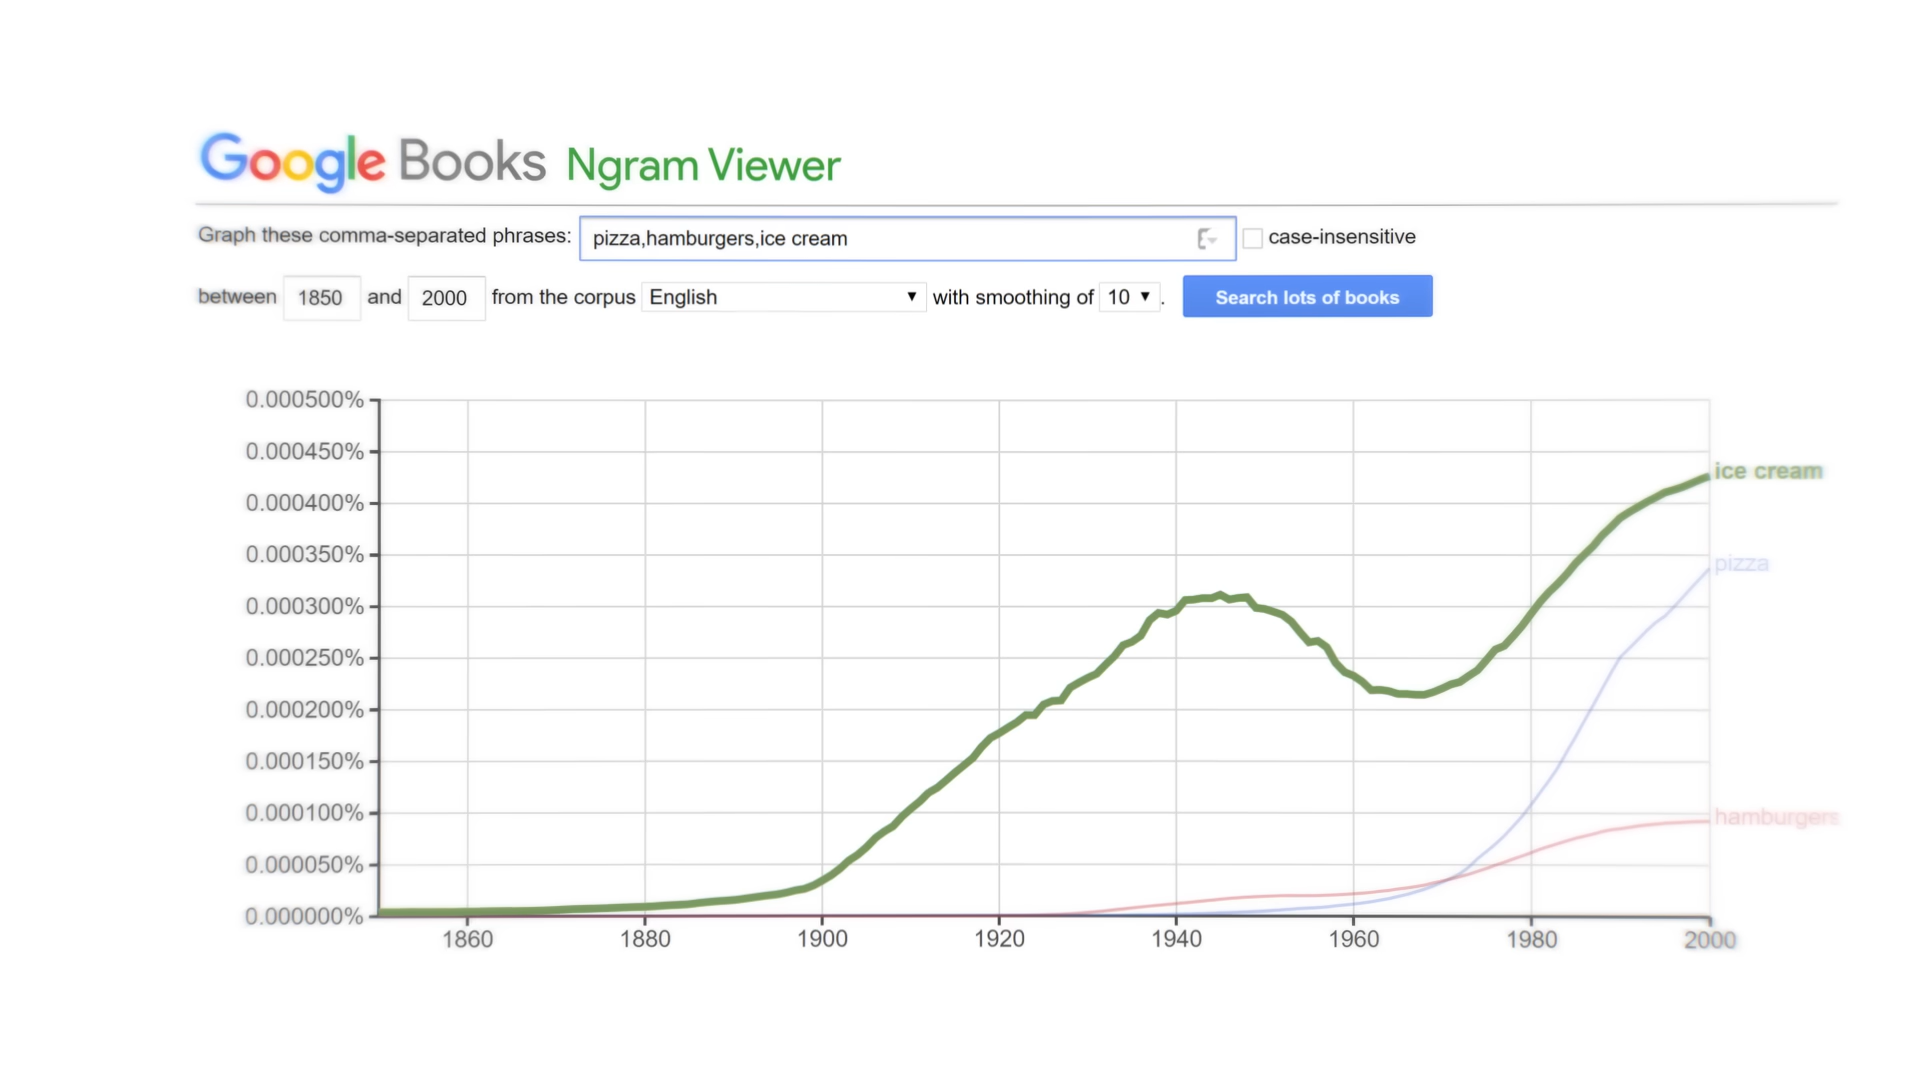 Google Books Ngram Viewer
Graph these comma-separated phrases: pizza,hamburgers,ice cream case-insensitive
between 1850 and 2000 from the corpus English with smoothing of 10 . Search lots of books
0.000500%
0.000450%
ice cream
0.000400%
0.000350%
pizza
0.000300%
0.000250%
0.000200%
0.000150%
0.000100%
hamburgers
0.000050%
0.000000%
1860 1880 1900 1920 1940 1960 1980 2000